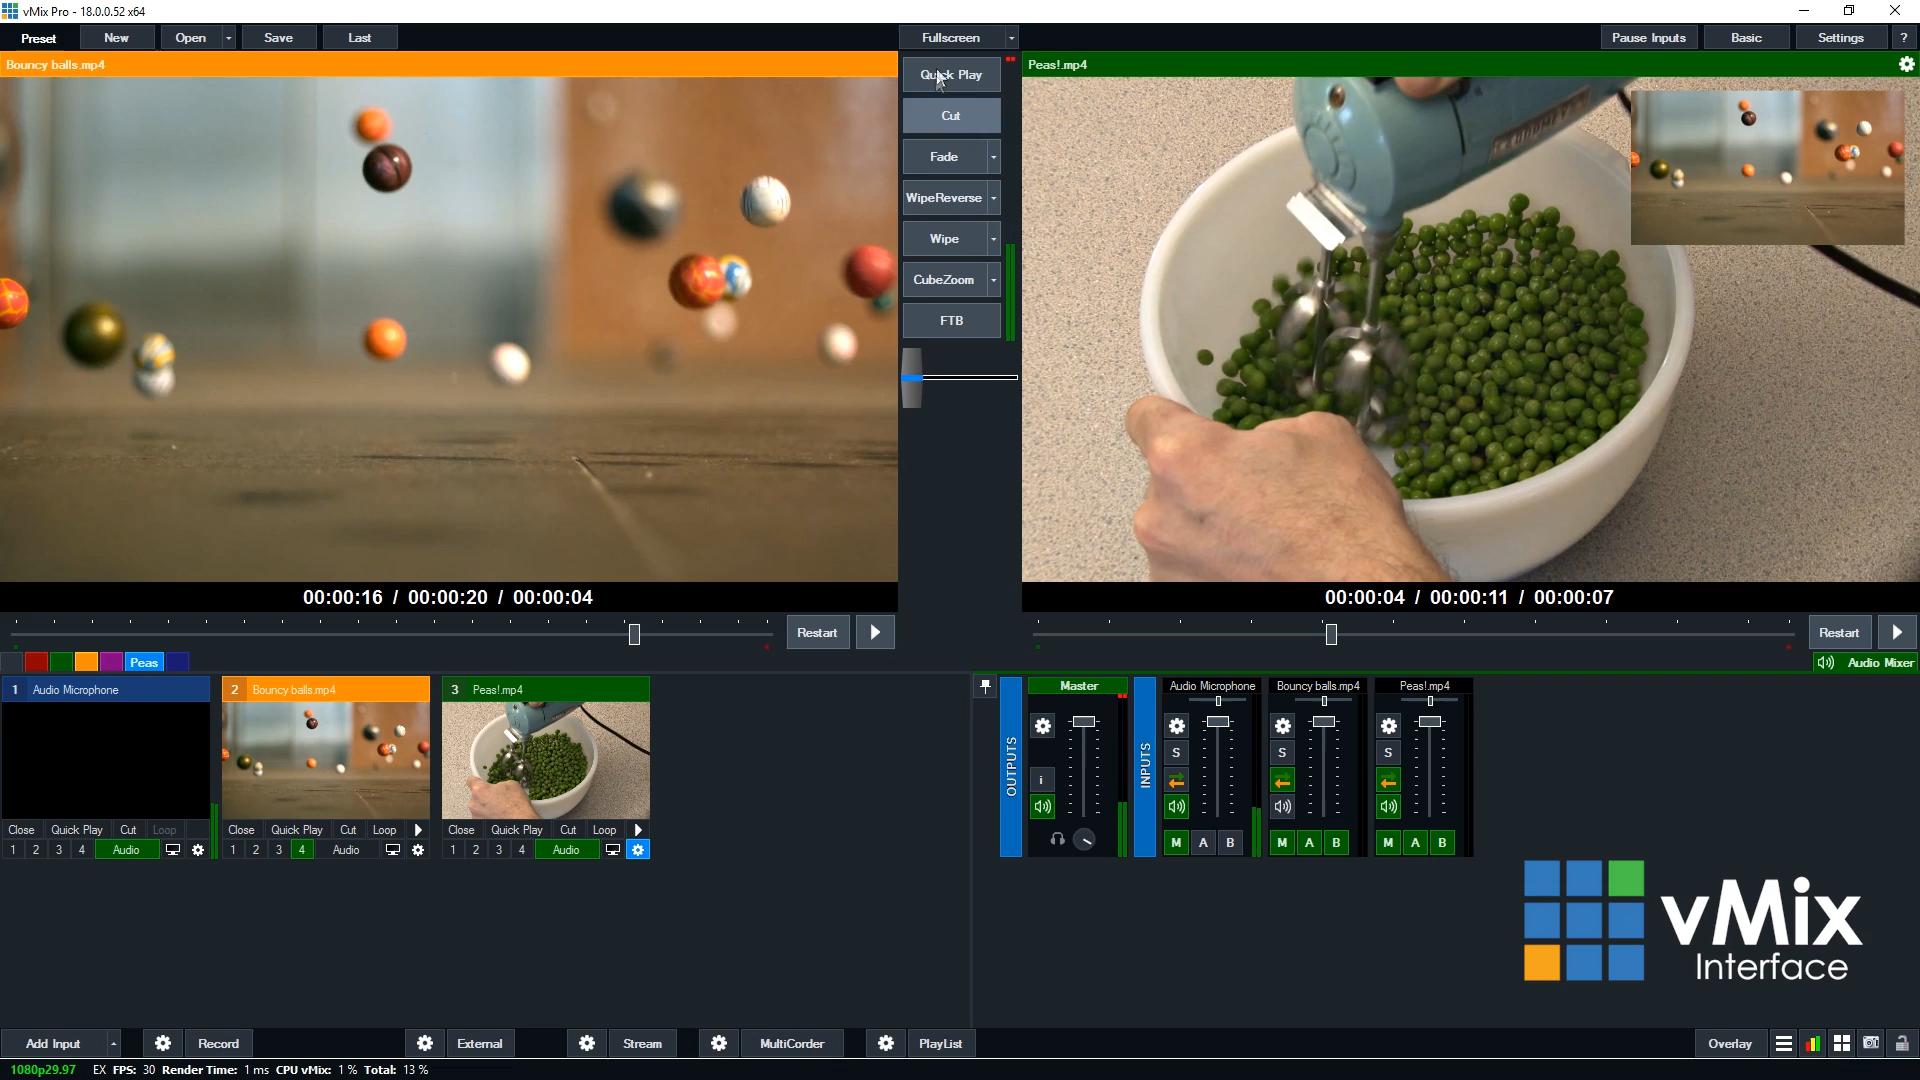 vMix Pro - 18.0.0.52 x64
Preset New Open Save Last Fullscreen Pause Inputs Basic Settings ?
Bouncy balls.mp4
Quick Play
Cut
Fade
WipeReverse
Wipe
CubeZoom
FTB
Peas!.mp4
00:00:16 / 00:00:20 / 00:00:04
00:00:04 / 00:00:11 / 00:00:07
Restart
Restart
Peas
Audio Mixer
1 Audio Microphone
Close Quick Play Cut Loop
1 2 3 4 Audio
2 Bouncy balls.mp4
Close Quick Play Cut Loop
1 2 3 4 Audio
3 Peas!.mp4
Close Quick Play Cut Loop
1 2 3 4 Audio
OUTPUTS
Master
i
INPUTS
Audio Microphone
S
M A B
Bouncy balls.mp4
S
M A B
Peas!.mp4
S
M A B
vMix
Interface
Add Input Record External Stream MultiCorder PlayList Overlay
1080p29.97 EX FPS: 30 Render Time: 1 ms CPU vMix: 1 % Total: 13 %